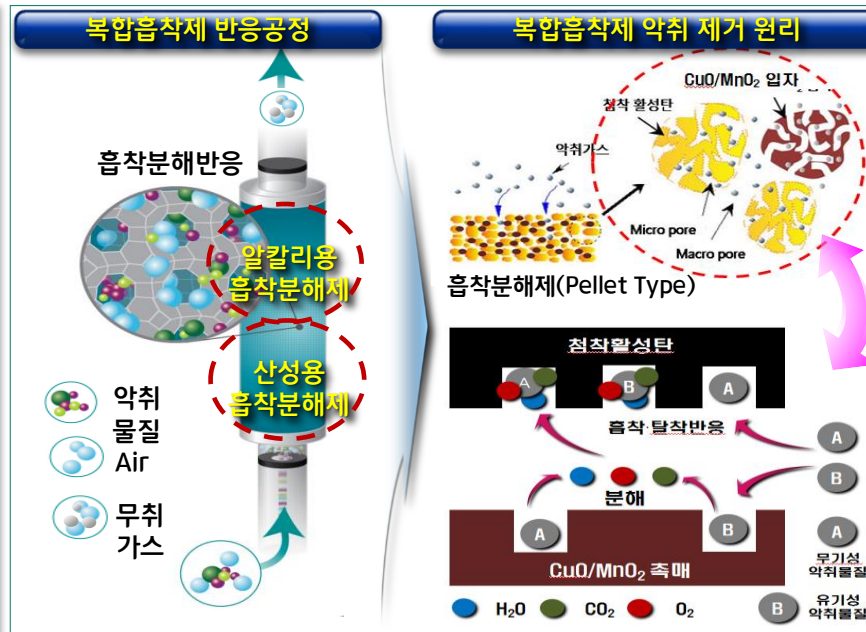 복합흡착제 반응공정
흡착분해반응
알칼리용
흡착분해제
산성용
흡착분해제
악취
물질
Air
무취
가스
복합흡착제 악취 제거 원리
CuO/MnO₂ 입자
첨착 활성탄
악취가스
Micro pore
Macro pore
흡착분해제(Pellet Type)
첨착활성탄
A
B
A
흡착·탈착반응
A
B
분해
A
B
CuO/MnO₂ 촉매
A
무기성
악취물질
H₂O
CO₂
O₂
B
유기성
악취물질